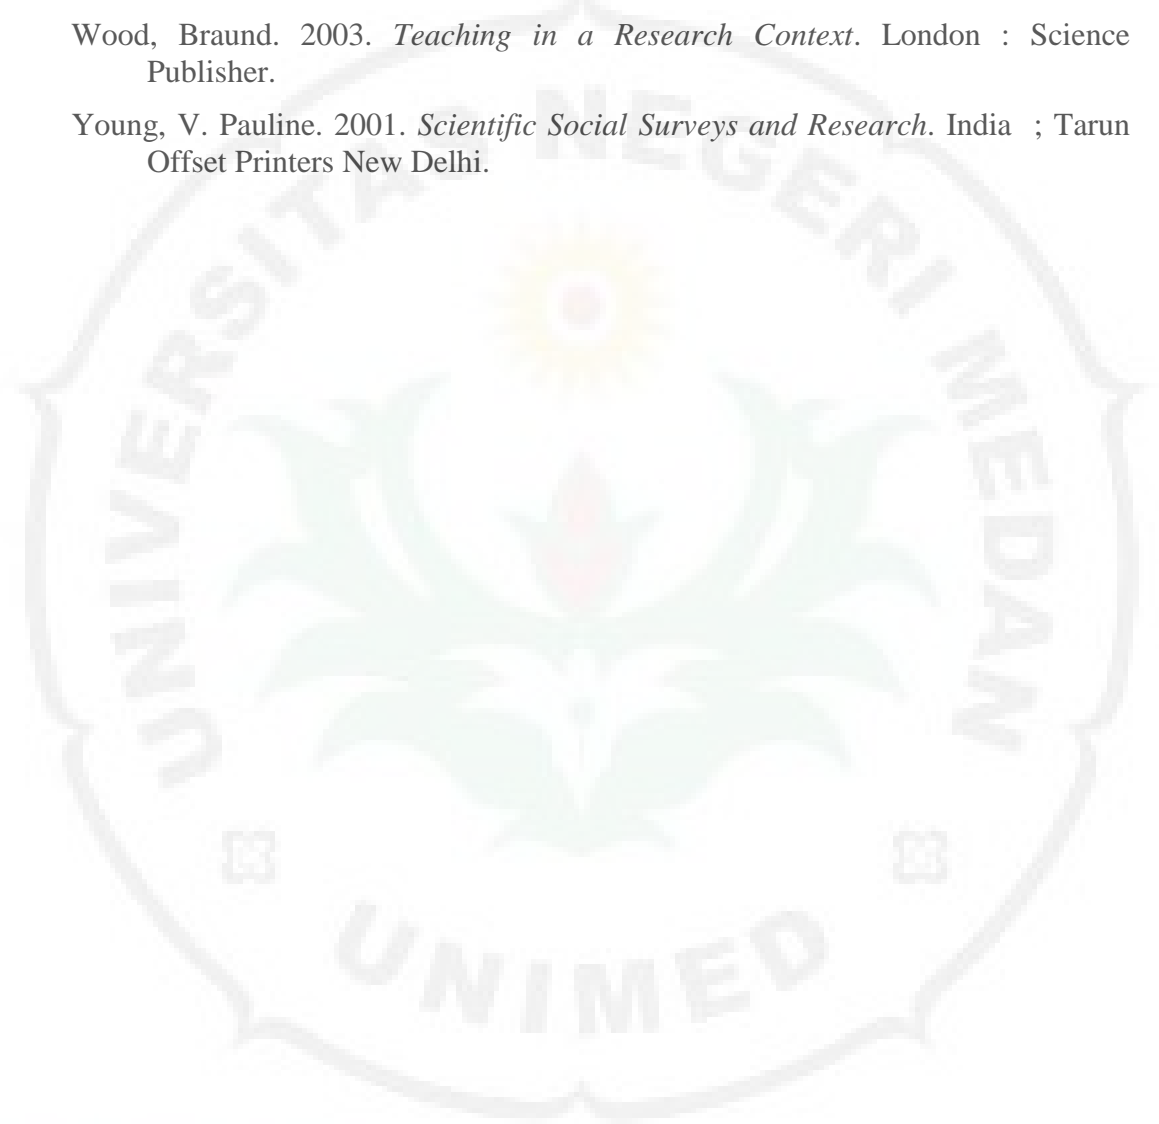 Wood, Braund. 2003. Teaching in a Research Context. London : Science
Publisher.
Young, V. Pauline. 2001. Scientific Social Surveys and Research. India ; Tarun
Offset Printers New Delhi.
UNIVERSITAS NEGERI MEDAN
UNIMED